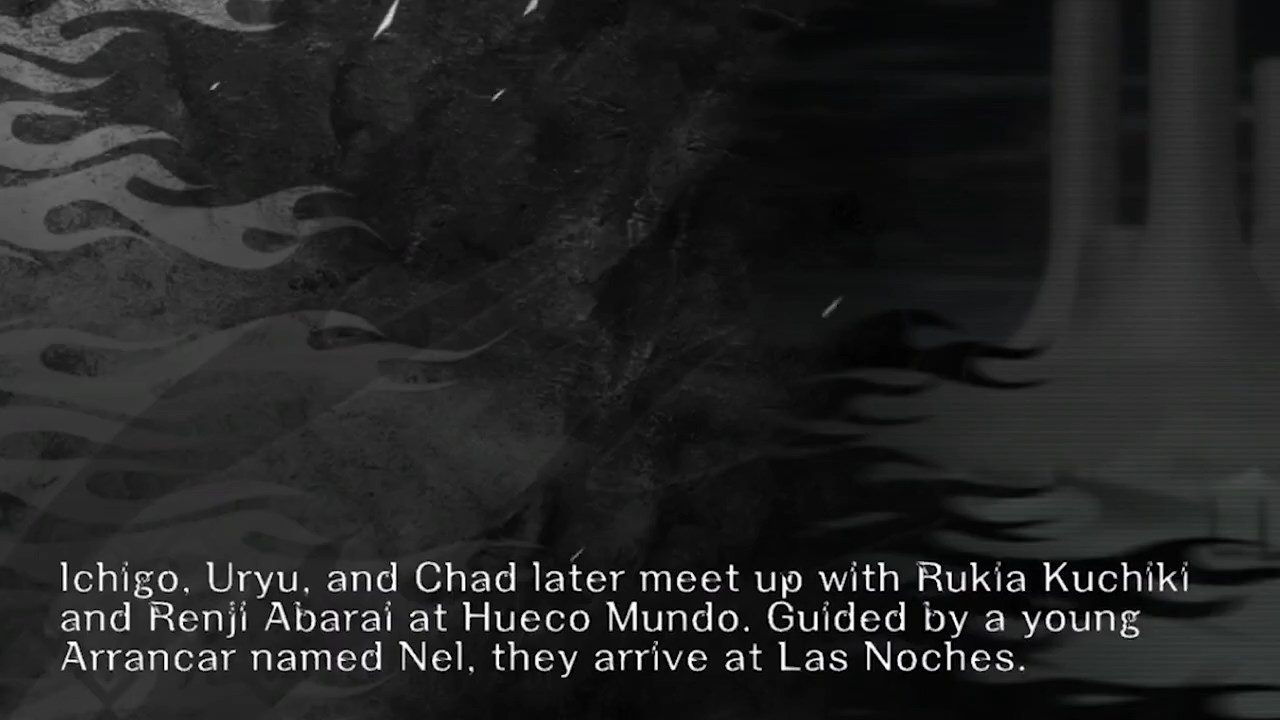 Ichigo, Uryu, and Chad later meet up with Rukia Kuchiki
and Renji Abarai at Hueco Mundo. Guided by a young
Arrancar named Nel, they arrive at Las Noches.